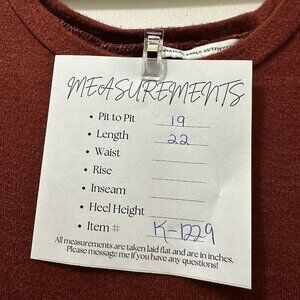 MEASUREMENTS
• Pit to Pit 19
• Length 22
• Waist
• Rise
• Inseam
• Heel Height
• Item # K-1229
All measurements are taken laid flat and are in inches.
Please message me if you have any questions!